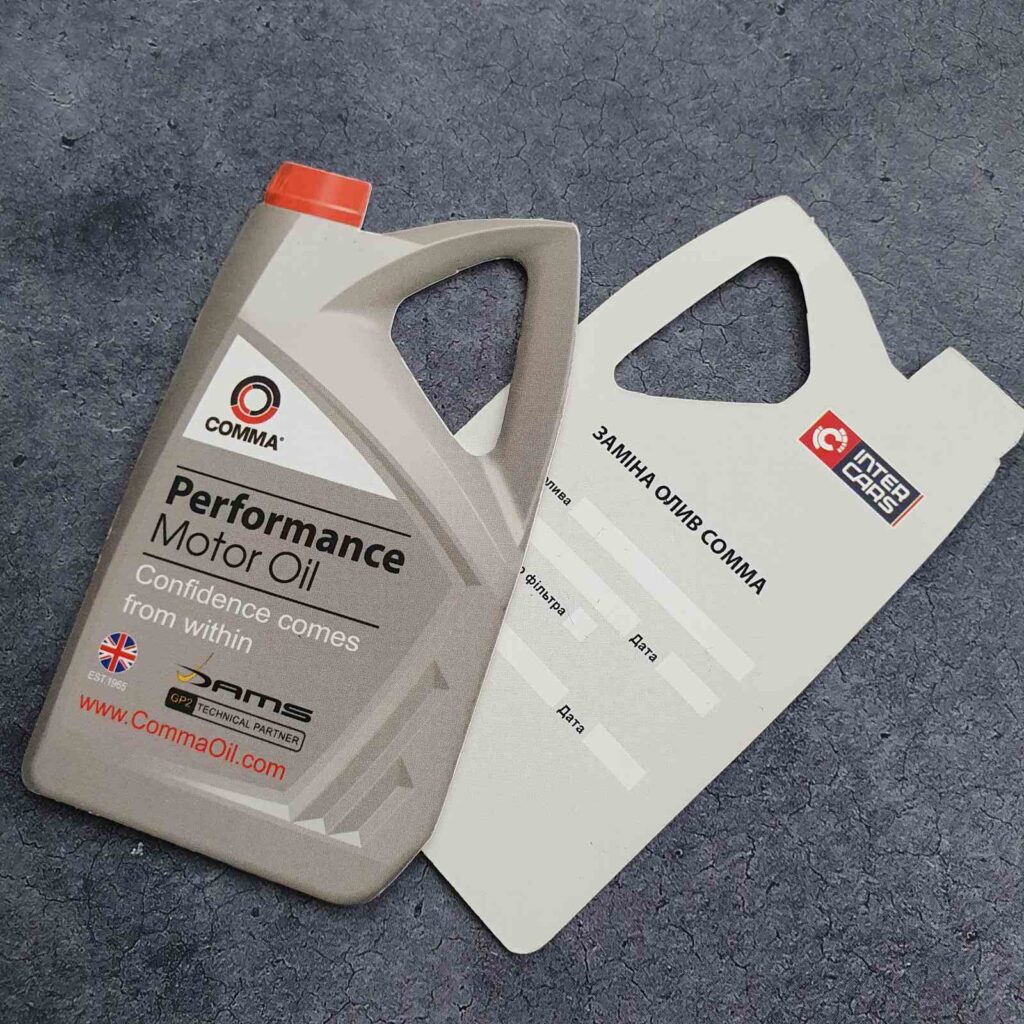 COMMA®
Performance
Motor Oil
Confidence comes
from within
EST.1965
DAMS
GP2 TECHNICAL PARTNER
www.CommaOil.com
INTER
CARS
ЗАМІНА ОЛИВ COMMA
фільтра
Дата
Дата